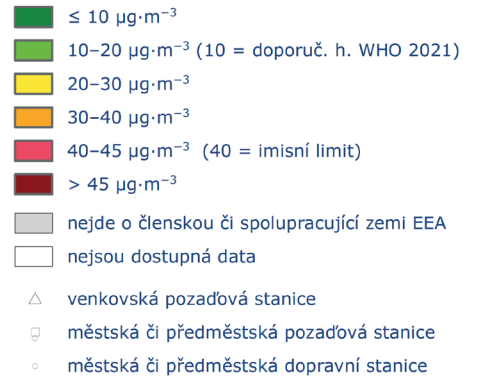 ≤ 10 µg·m⁻³
10–20 µg·m⁻³ (10 = doporuč. h. WHO 2021)
20–30 µg·m⁻³
30–40 µg·m⁻³
40–45 µg·m⁻³ (40 = imisní limit)
> 45 µg·m⁻³
nejde o členskou či spolupracující zemi EEA
nejsou dostupná data
venkovská pozaďová stanice
městská či předměstská pozaďová stanice
městská či předměstská dopravní stanice